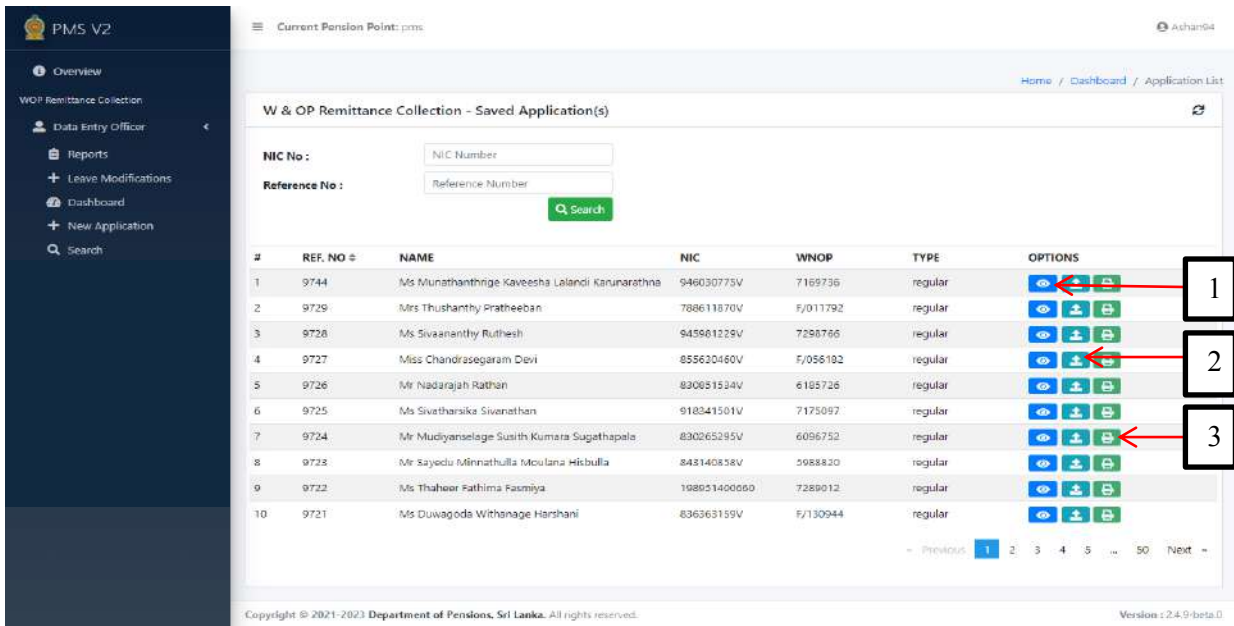 PMS V2
Current Pension Point: pms
Ashan94
Overview
WOP Remittance Collection
Data Entry Officer
Reports
Leave Modifications
Dashboard
New Application
Search
Home / Dashboard / Application List
W & OP Remittance Collection - Saved Application(s)
NIC No : NIC Number
Reference No : Reference Number
Search
# REF. NO NAME NIC WNOP TYPE OPTIONS
1 9744 Ms Munathanthrige Kaveesha Lalandi Karunarathna 946030775V 7169736 regular
2 9729 Mrs Thushanthy Pratheeban 788611870V F/011792 regular
3 9728 Ms Sivaananthy Ruthesh 945981229V 7298766 regular
4 9727 Miss Chandrasegaram Devi 855630460V F/056182 regular
5 9726 Mr Nadarajah Rathan 830851534V 6185726 regular
6 9725 Ms Sivatharsika Sivanathan 918341501V 7175097 regular
7 9724 Mr Mudiyanselage Susith Kumara Sugathapala 830265295V 6096752 regular
8 9723 Mr Sayedu Minnathulla Moulana Hisbulla 843140858V 5988820 regular
9 9722 Ms Thaheer Fathima Fasmiya 198951400660 7289012 regular
10 9721 Ms Duwagoda Withanage Harshani 836363159V F/130944 regular
1
2
3
« Previous 1 2 3 4 5 ... 50 Next »
Copyright © 2021-2023 Department of Pensions, Sri Lanka. All rights reserved.
Version : 2.4.9-beta.0